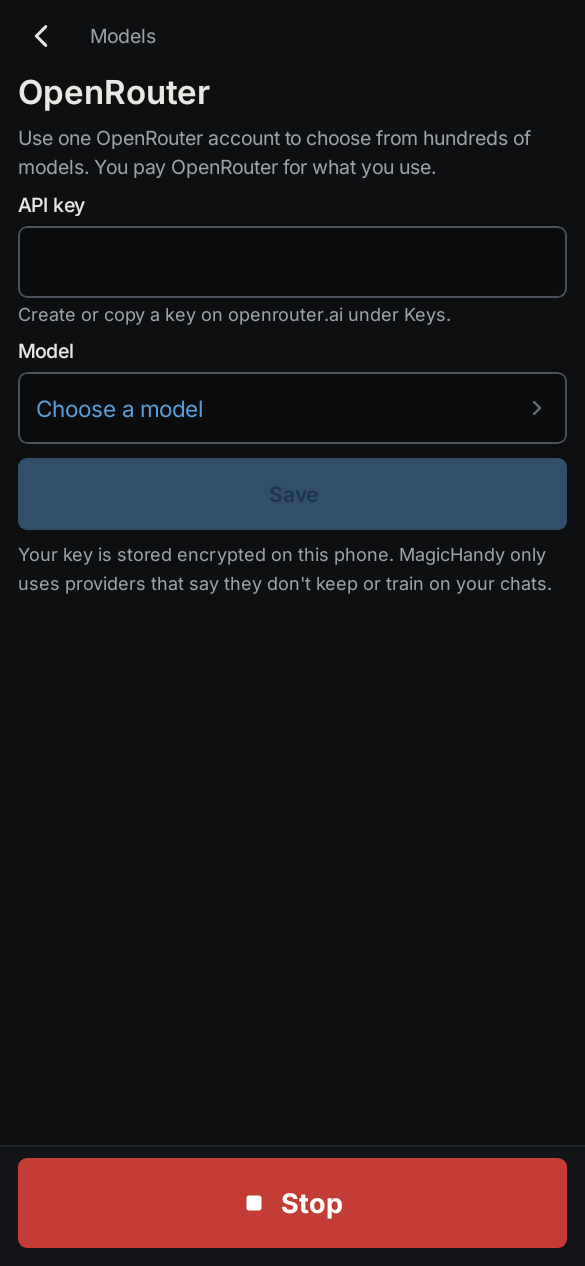 Models
OpenRouter
Use one OpenRouter account to choose from hundreds of
models. You pay OpenRouter for what you use.
API key
Create or copy a key on openrouter.ai under Keys.
Model
Choose a model
Save
Your key is stored encrypted on this phone. MagicHandy only
uses providers that say they don't keep or train on your chats.
Stop